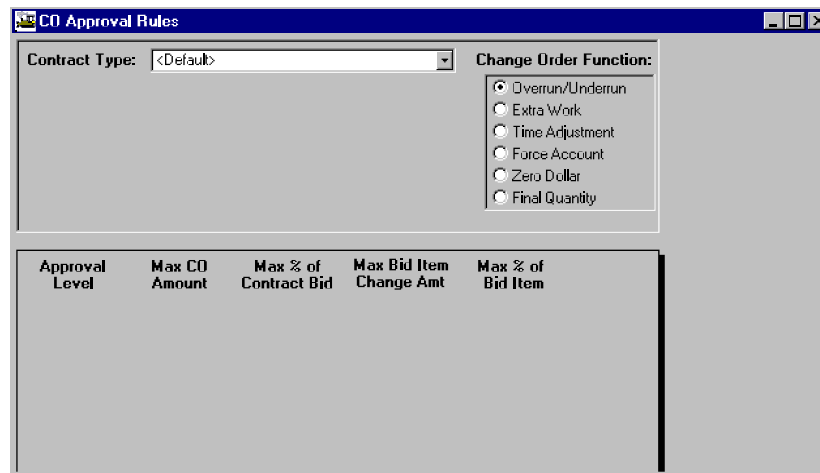 CO Approval Rules
Contract Type: <Default>
Change Order Function:
Overrun/Underrun
Extra Work
Time Adjustment
Force Account
Zero Dollar
Final Quantity
Approval Level
Max CO Amount
Max % of Contract Bid
Max Bid Item Change Amt
Max % of Bid Item